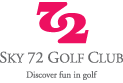 72
SKY 72 GOLF CLUB
Discover fun in golf